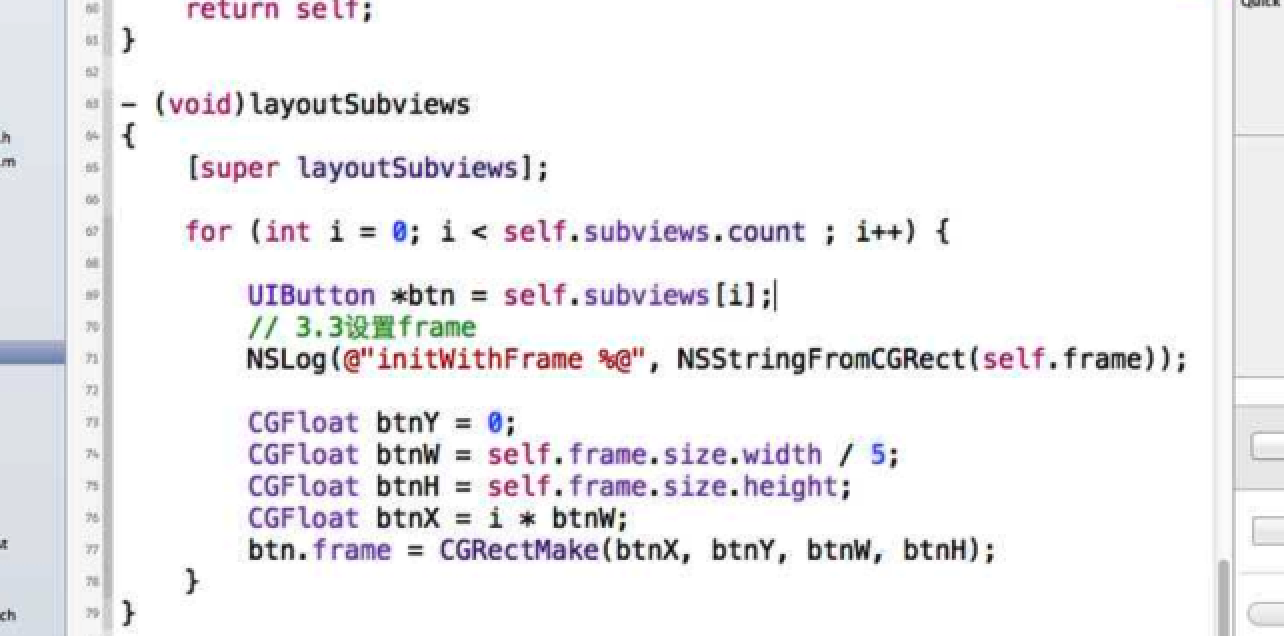 return self;
}
- (void)layoutSubviews
{
[super layoutSubviews];
for (int i = 0; i < self.subviews.count ; i++) {
UIButton *btn = self.subviews[i];
// 3.3设置frame
NSLog(@"initWithFrame %@", NSStringFromCGRect(self.frame));
CGFloat btnY = 0;
CGFloat btnW = self.frame.size.width / 5;
CGFloat btnH = self.frame.size.height;
CGFloat btnX = i * btnW;
btn.frame = CGRectMake(btnX, btnY, btnW, btnH);
}
}
60
61
62
63
64
65
66
67
68
69
70
71
72
73
74
75
76
77
78
79
.h
.m
ch
Quick